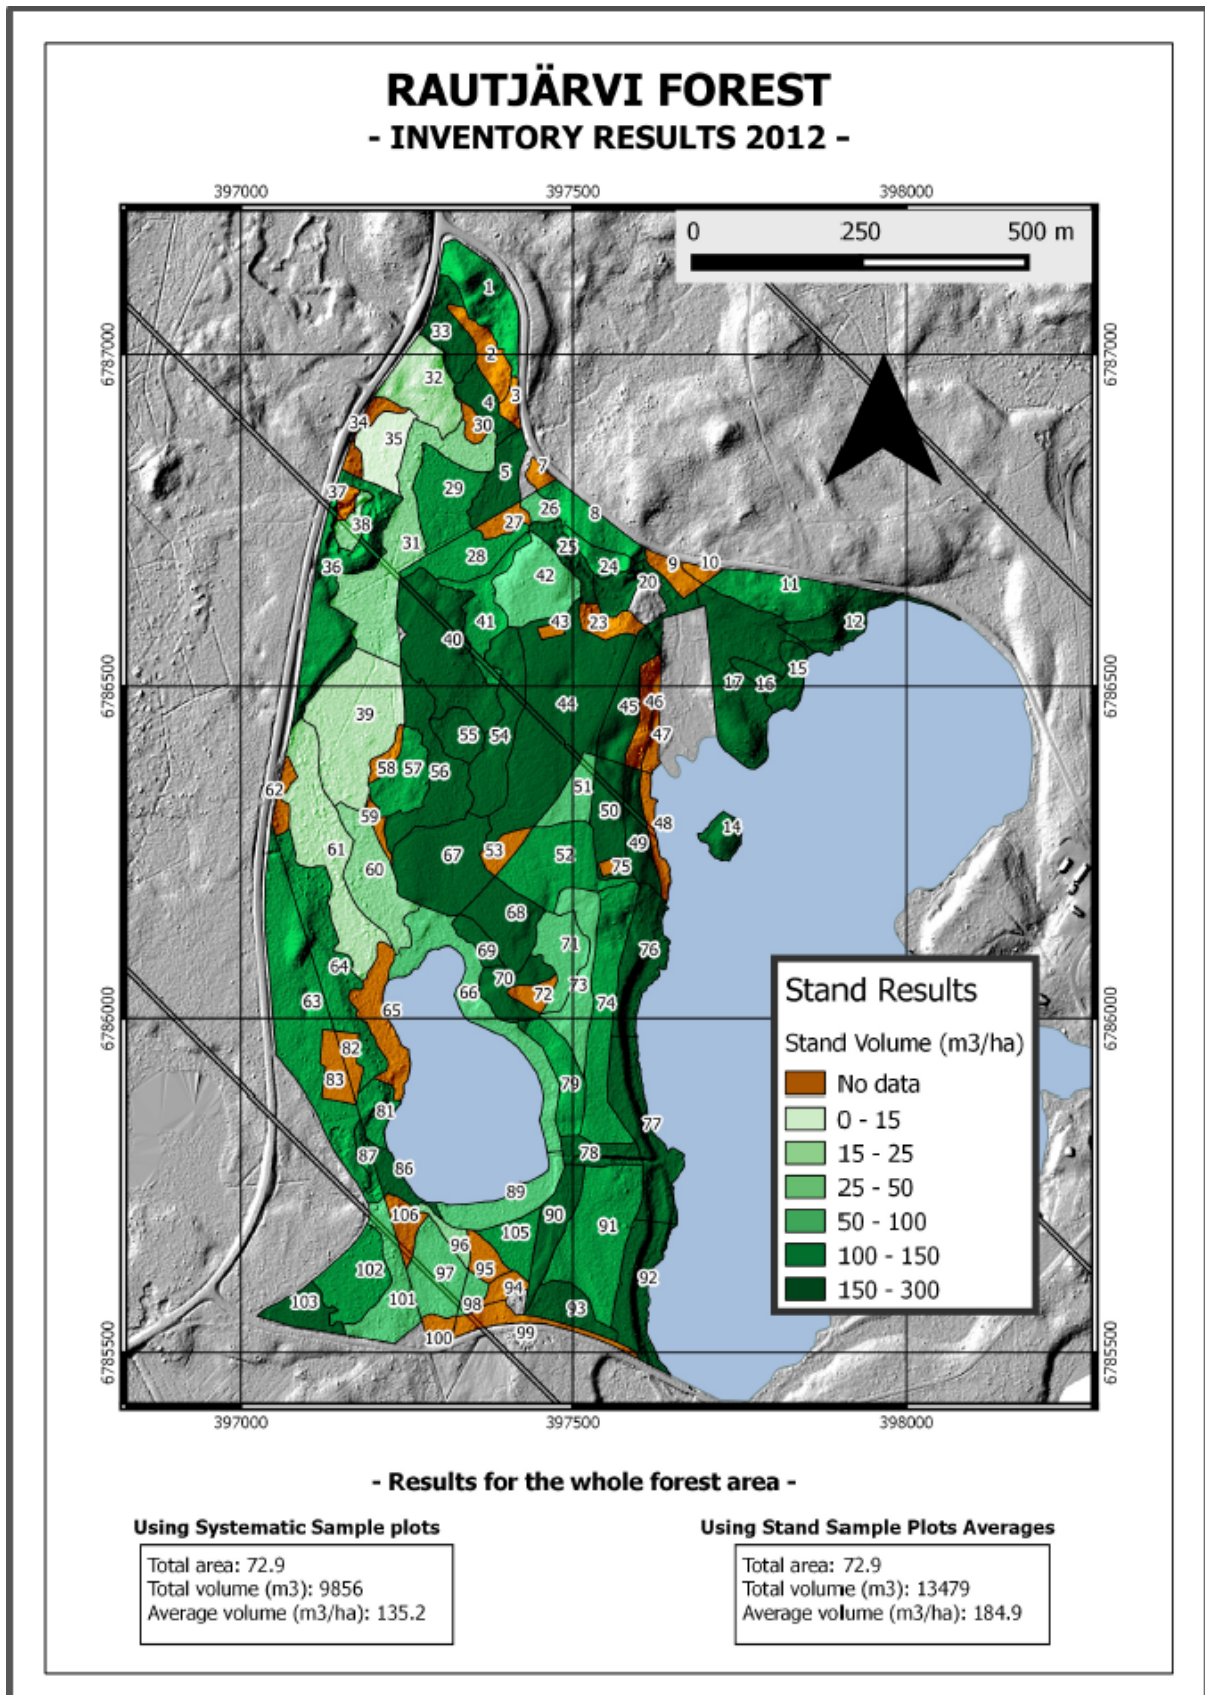 RAUTJÄRVI FOREST
- INVENTORY RESULTS 2012 -
397000 397500 398000
0 250 500 m
1
33
6787000 2 6787000
32
3
4
34 30
35
7
5
37 29
26 8
27
38
31 25
28 24 9 10
36 42 20 11
41 43 23 12
40
15
17 16
6786500 6786500
39 44 45 46
55 54 47
58 57 56
62 51
59 50 48
14
61 67 53 52 49
60 75
68
69 71 76
64 70
66 72 73
63 65 74
82
83 79
81 77
87 78
86
89
106 90
105 91
96
102 95
97 94 92
103 101 98 93
100 99
6786000 6786000
Stand Results
Stand Volume (m3/ha)
No data
0 - 15
15 - 25
25 - 50
50 - 100
100 - 150
150 - 300
6785500 6785500
397000 397500 398000
- Results for the whole forest area -
Using Systematic Sample plots
Total area: 72.9
Total volume (m3): 9856
Average volume (m3/ha): 135.2
Using Stand Sample Plots Averages
Total area: 72.9
Total volume (m3): 13479
Average volume (m3/ha): 184.9